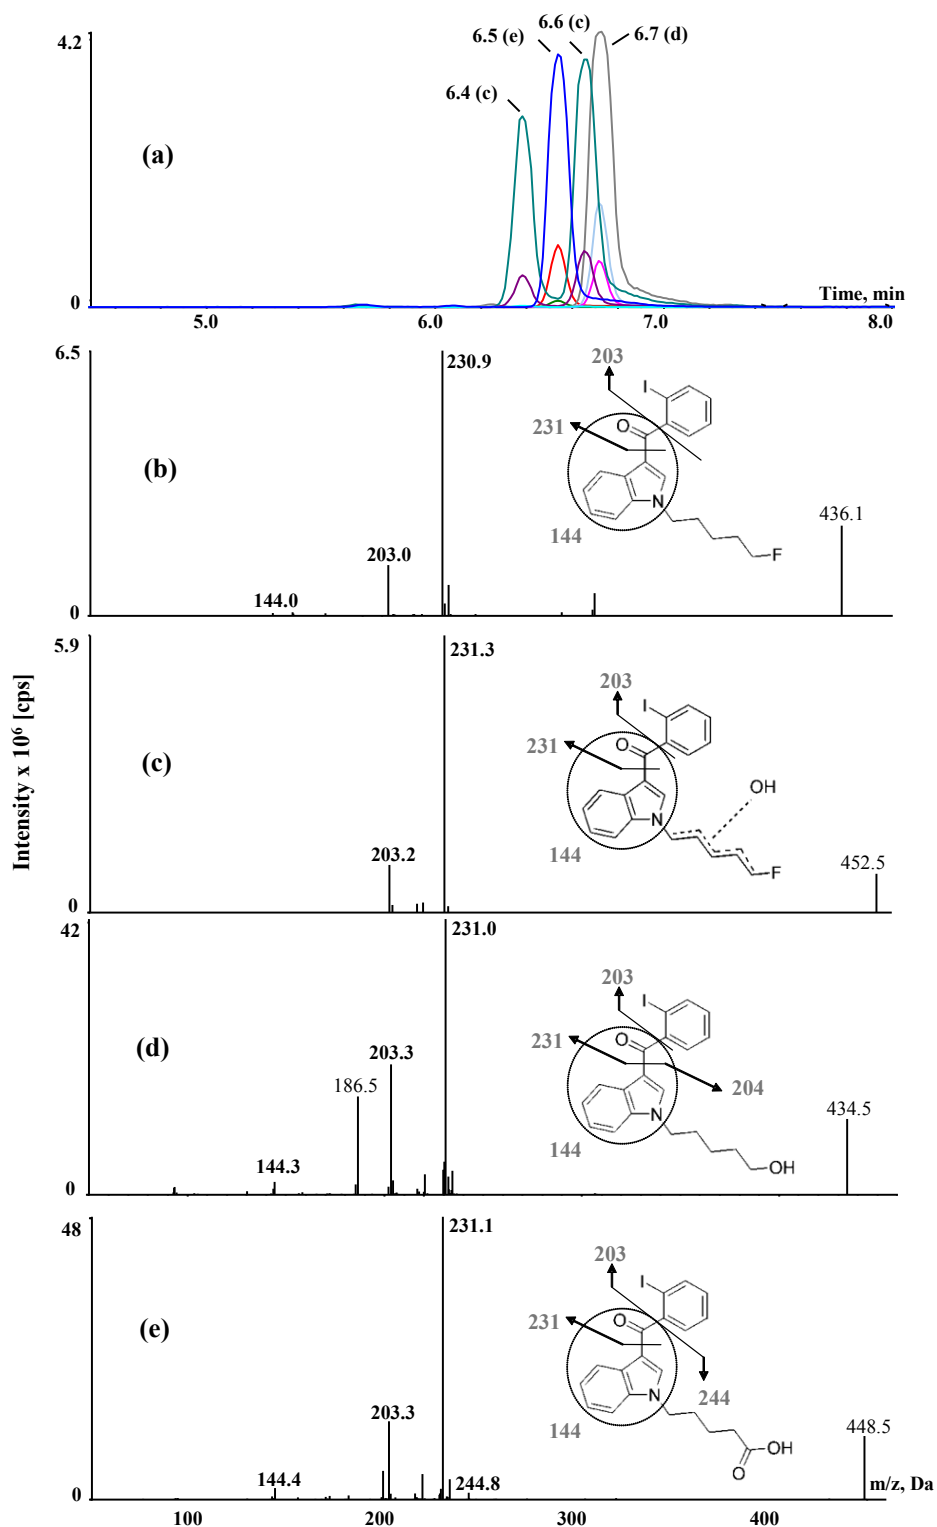 4.2
6.4 (c)
6.5 (e)
6.6 (c)
6.7 (d)
(a)
0
Time, min
5.0
6.0
7.0
8.0
Intensity x 10⁶ [cps]
6.5
230.9
203
I
O
231
(b)
N
144
F
436.1
203.0
144.0
0
5.9
231.3
203
I
O
231
(c)
OH
N
144
F
452.5
203.2
0
42
231.0
203
I
O
231
(d)
204
N
144
OH
434.5
203.3
186.5
144.3
0
48
231.1
203
I
O
231
(e)
244
N
144
OH
O
448.5
203.3
144.4
244.8
m/z, Da
0
100
200
300
400